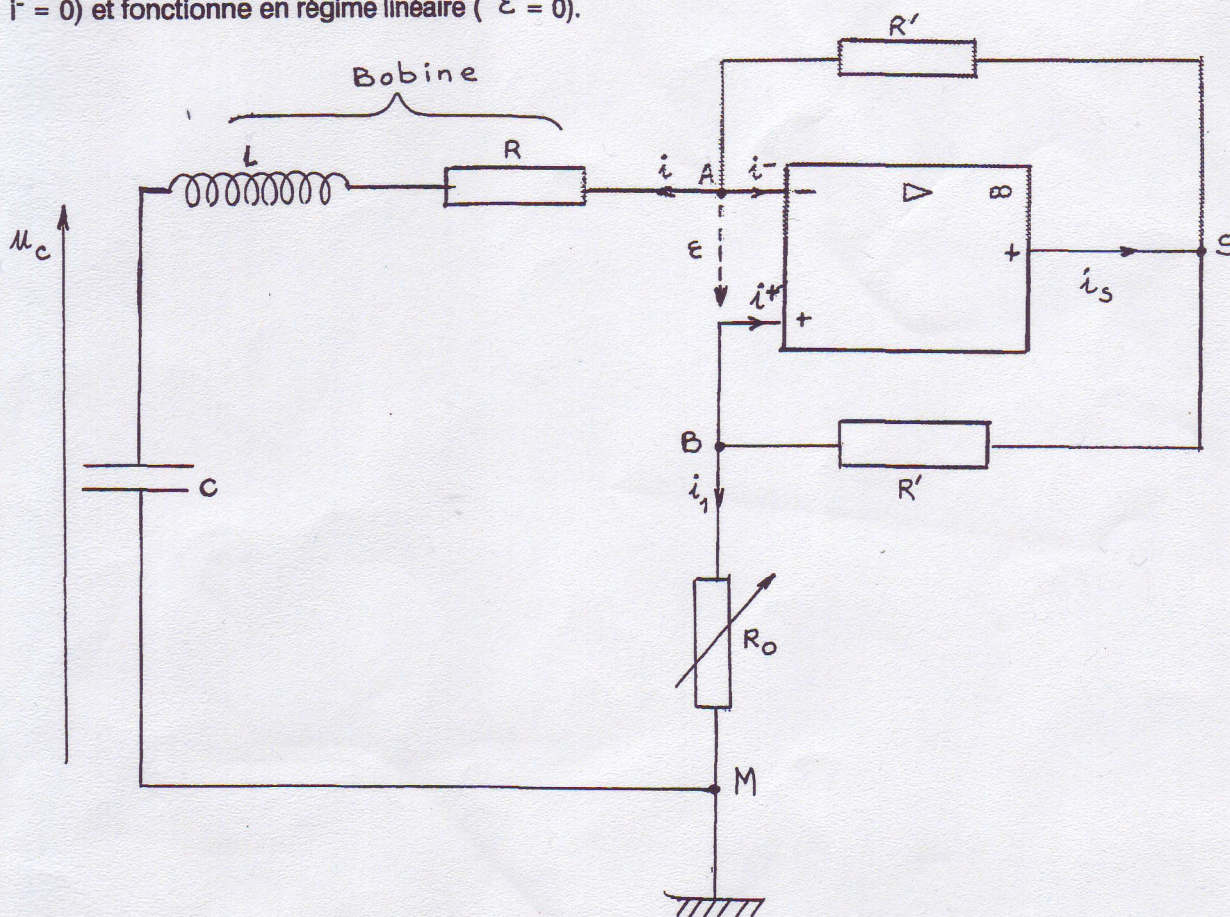 i⁻ = 0) et fonctionne en régime linéaire ( ε = 0).
R'
Bobine
L
R
i
A
i⁻
−
▷
∞
u_c
ε
+
S
i_s
i⁺
+
B
R'
C
i₁
R₀
M